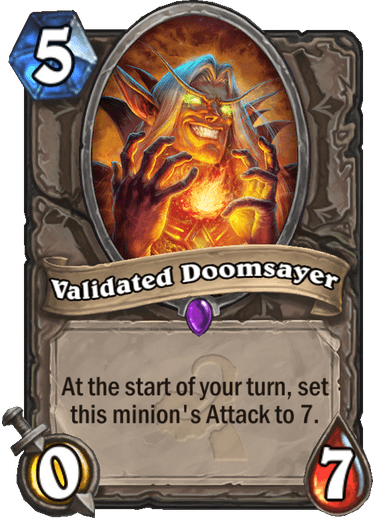 5
Validated Doomsayer
At the start of your turn, set
this minion's Attack to 7.
0
7